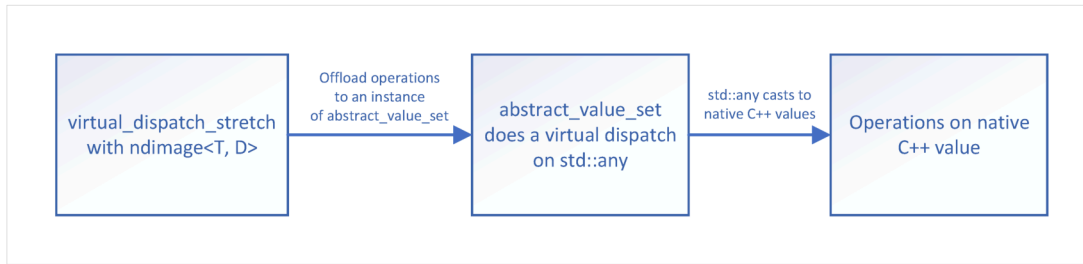 virtual_dispatch_stretch
with ndimage<T, D>
Offload operations
to an instance
of abstract_value_set
abstract_value_set
does a virtual dispatch
on std::any
std::any casts to
native C++ values
Operations on native
C++ value